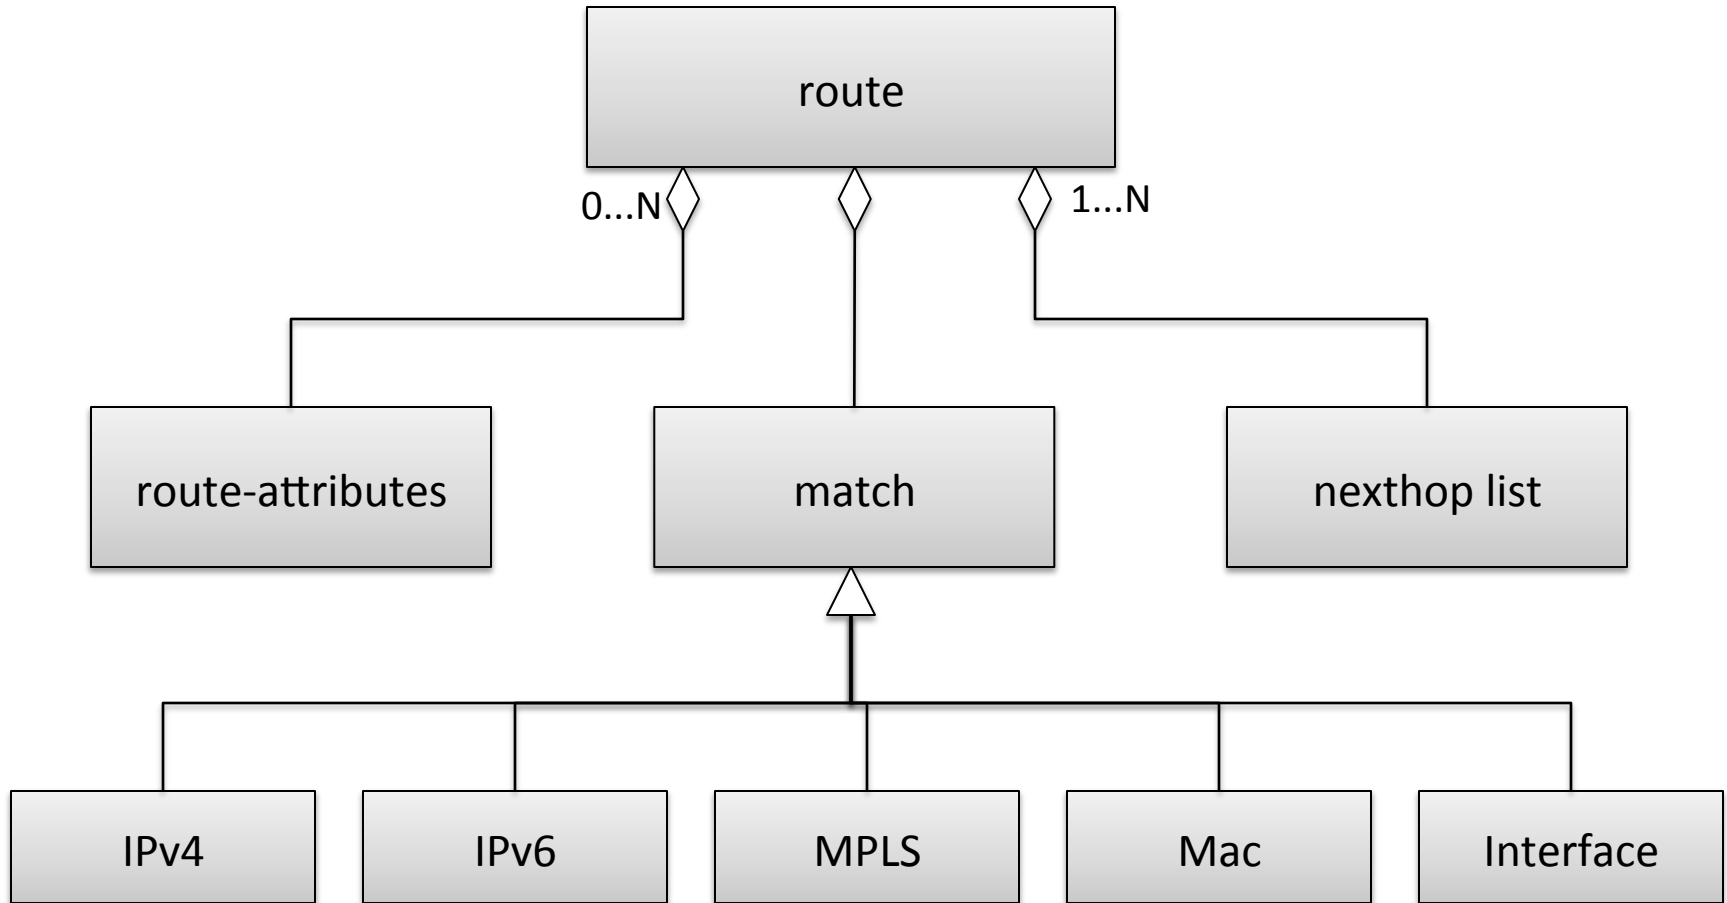 route
0...N
1...N
route-attributes
match
nexthop list
IPv4
IPv6
MPLS
Mac
Interface